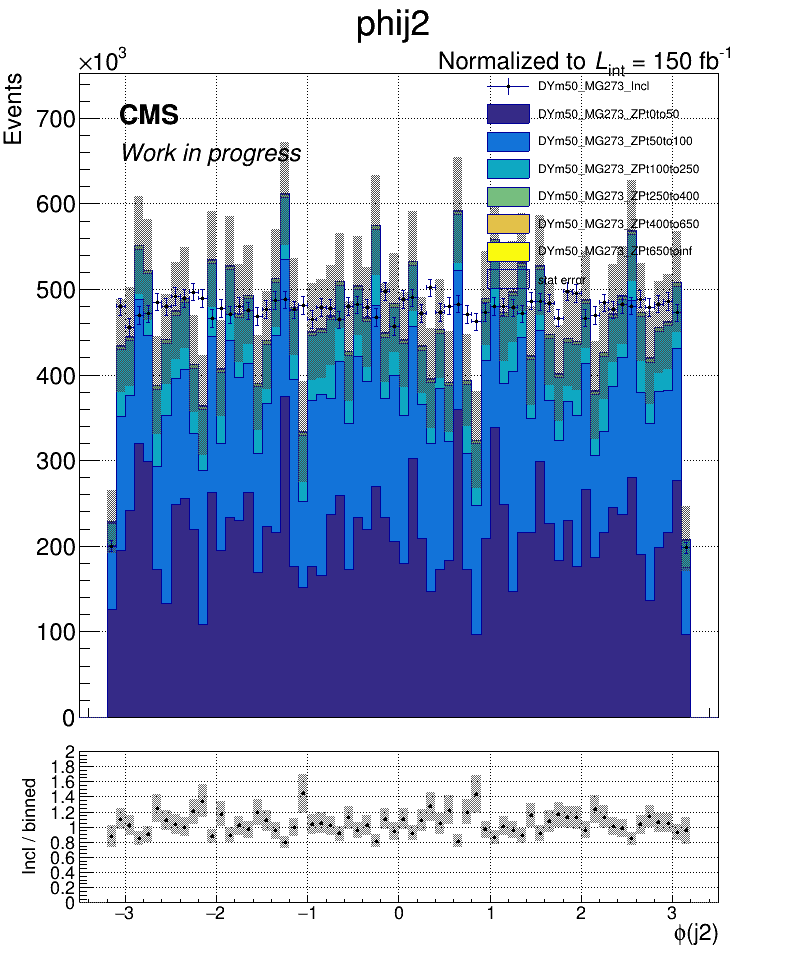 phij2
×10³
Normalized to L_int = 150 fb⁻¹
Events
CMS
Work in progress
DYm50_MG273_Incl
DYm50_MG273_ZPt0to50
DYm50_MG273_ZPt50to100
DYm50_MG273_ZPt100to250
DYm50_MG273_ZPt250to400
DYm50_MG273_ZPt400to650
DYm50_MG273_ZPt650toinf
stat error
700
600
500
400
300
200
100
0
Incl / binned
2
1.8
1.6
1.4
1.2
1
0.8
0.6
0.4
0.2
0
−3 −2 −1 0 1 2 3
ϕ(j2)